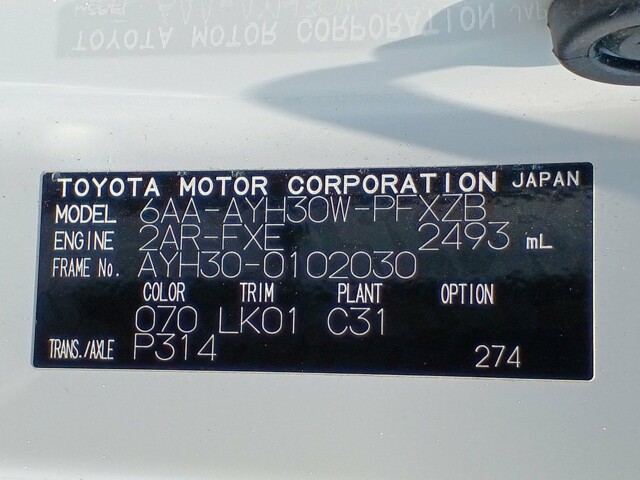 TOYOTA MOTOR CORPORATION JAPAN
MODEL 6AA-AYH30W-PFXZB
ENGINE 2AR-FXE 2493 mL
FRAME No. AYH30-0102030
COLOR TRIM PLANT OPTION
070 LK01 C31
TRANS./AXLE P314 274